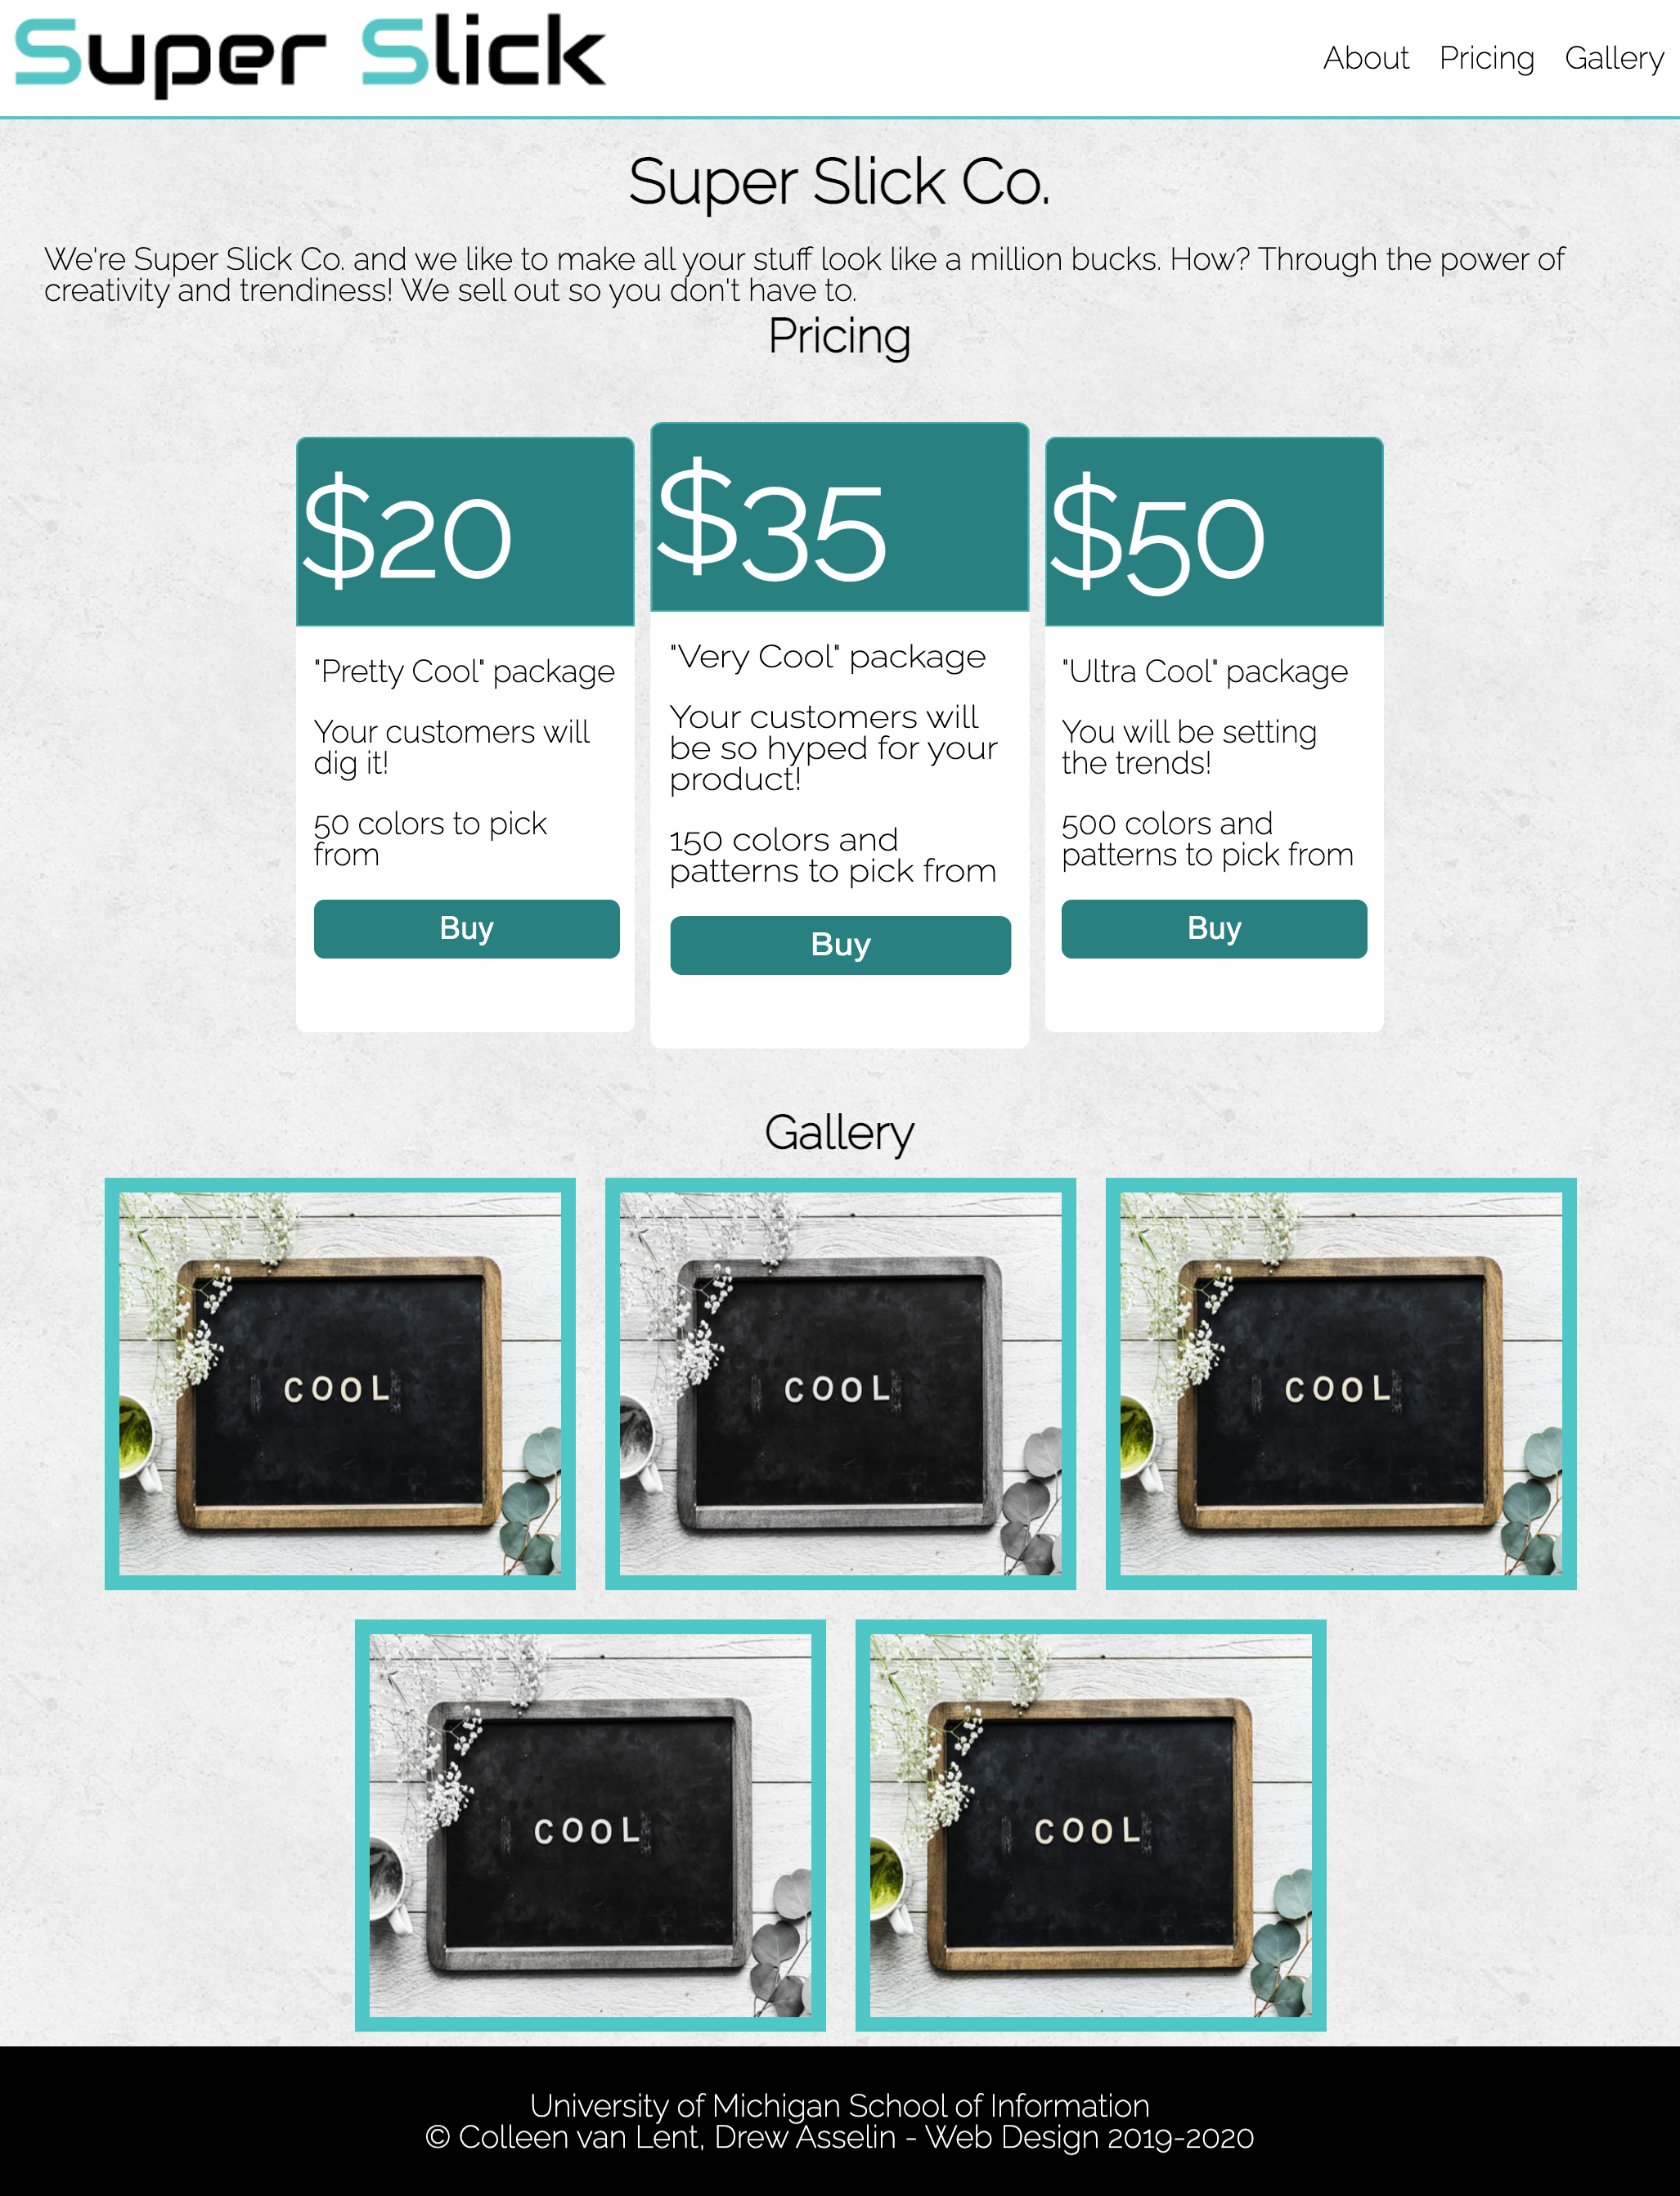 Super Slick
About Pricing Gallery
Super Slick Co.
We're Super Slick Co. and we like to make all your stuff look like a million bucks. How? Through the power of
creativity and trendiness! We sell out so you don't have to.
Pricing
$20
"Pretty Cool" package
Your customers will
dig it!
50 colors to pick
from
Buy
$35
"Very Cool" package
Your customers will
be so hyped for your
product!
150 colors and
patterns to pick from
Buy
$50
"Ultra Cool" package
You will be setting
the trends!
500 colors and
patterns to pick from
Buy
Gallery
COOL
COOL
COOL
COOL
COOL
University of Michigan School of Information
© Colleen van Lent, Drew Asselin - Web Design 2019-2020